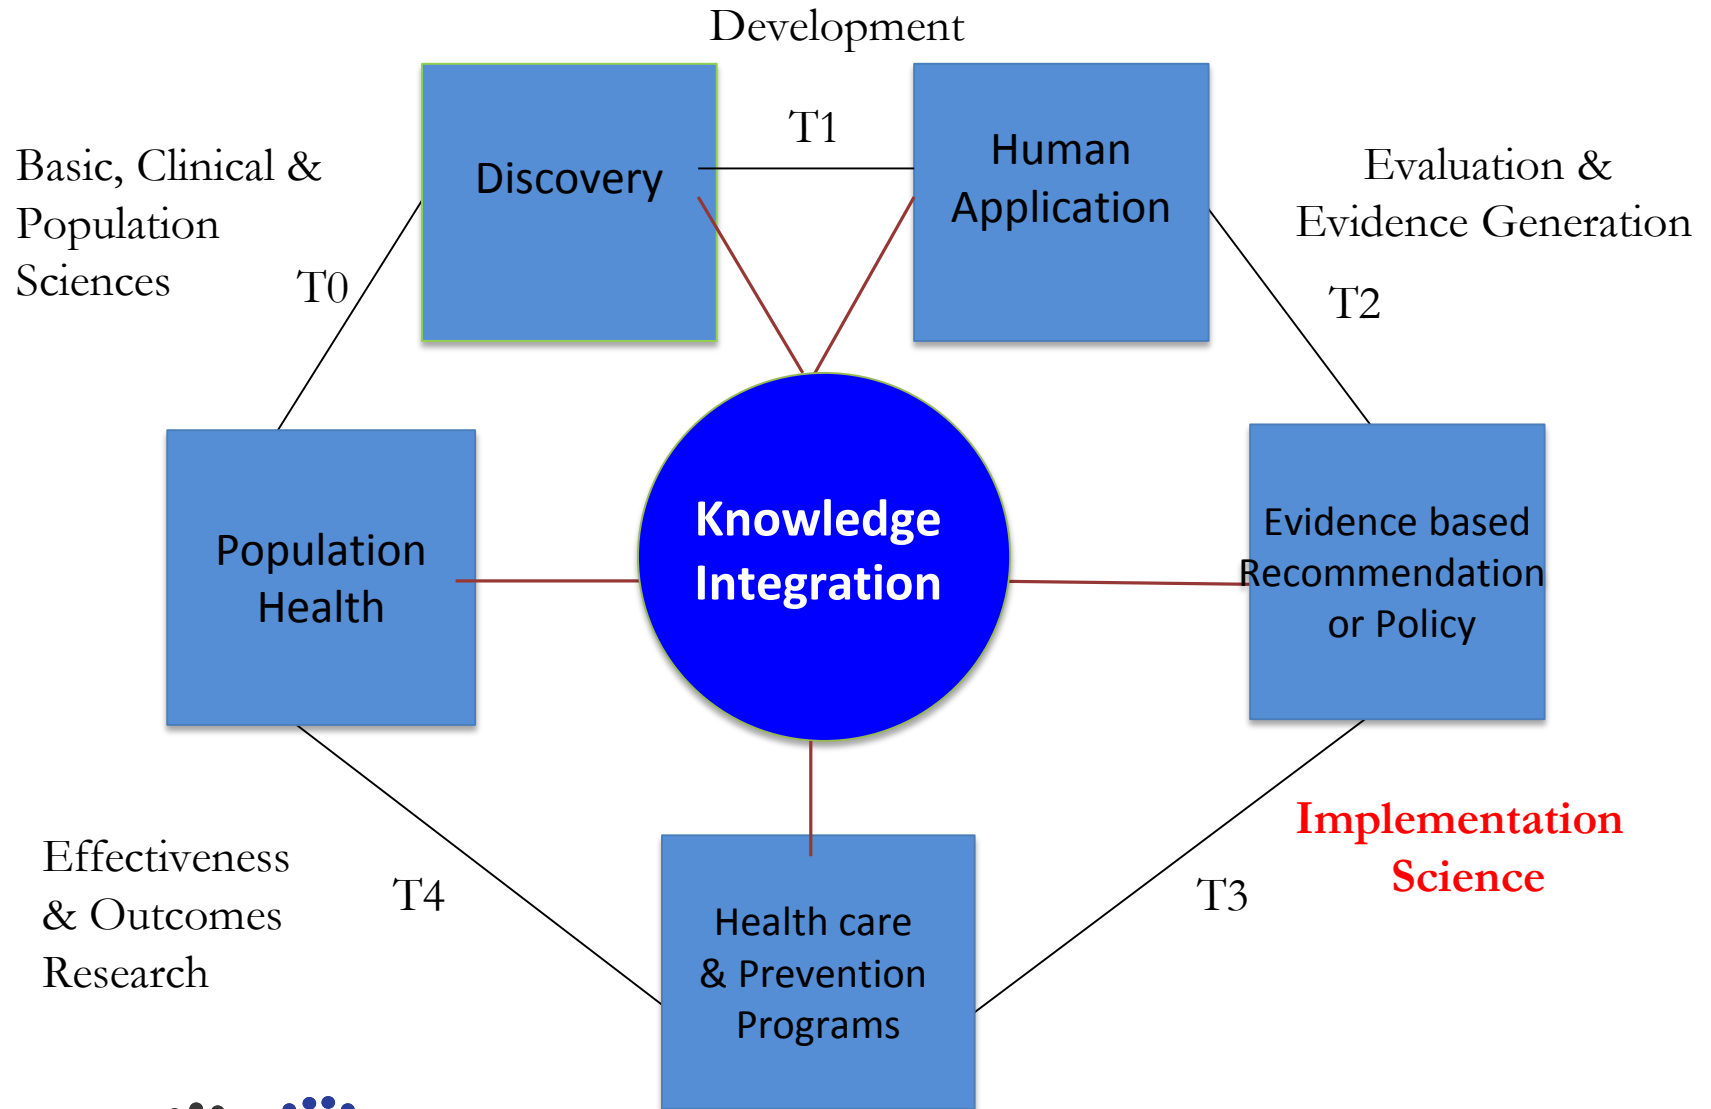 Development
T1
Discovery
Human
Application
Basic, Clinical &
Population
Sciences
T0
Evaluation &
Evidence Generation
T2
Knowledge
Integration
Population
Health
Evidence based
Recommendation
or Policy
Implementation
Science
T3
Effectiveness
& Outcomes
Research
T4
Health care
& Prevention
Programs